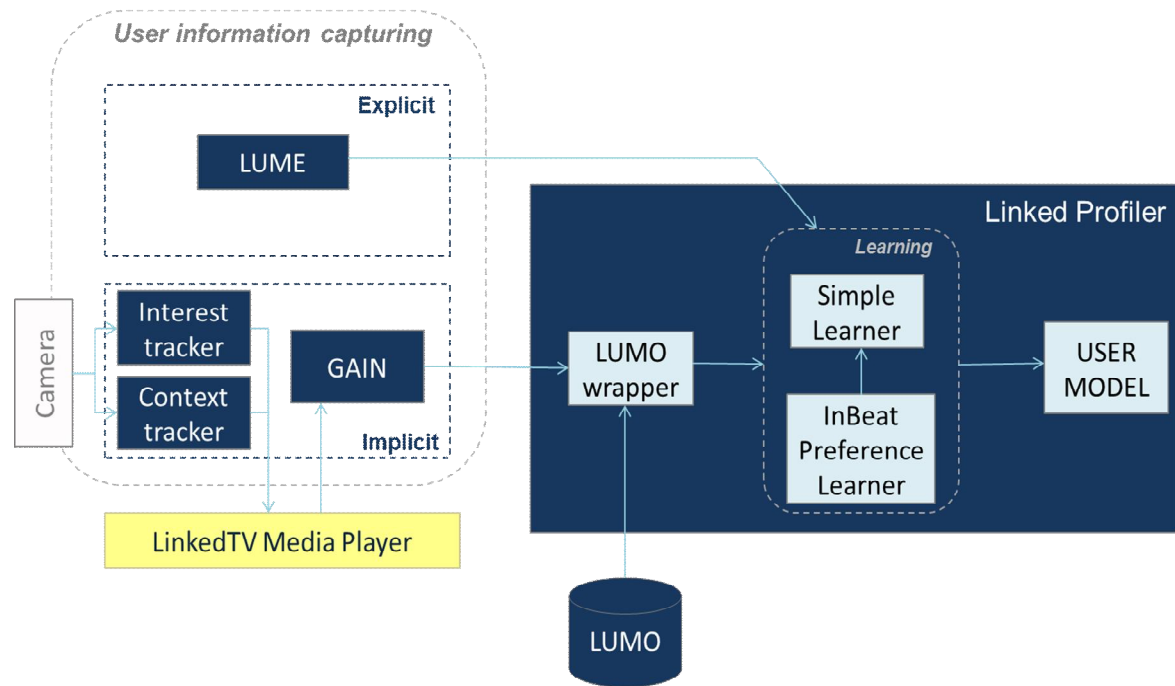 User information capturing
Explicit
LUME
Linked Profiler
Learning
Camera
Interest
tracker
Context
tracker
GAIN
Implicit
LUMO
wrapper
Simple
Learner
InBeat
Preference
Learner
USER
MODEL
LinkedTV Media Player
LUMO